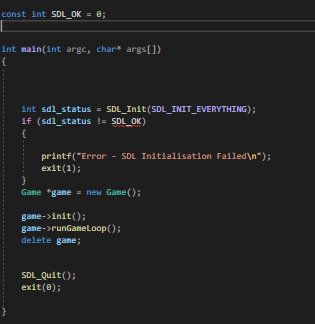 const int SDL_OK = 0;
int main(int argc, char* args[])
{
int sdl_status = SDL_Init(SDL_INIT_EVERYTHING);
if (sdl_status != SDL_OK)
{
printf("Error - SDL Initialisation Failed\n");
exit(1);
}
Game *game = new Game();
game->init();
game->runGameLoop();
delete game;
SDL_Quit();
exit(0);
}